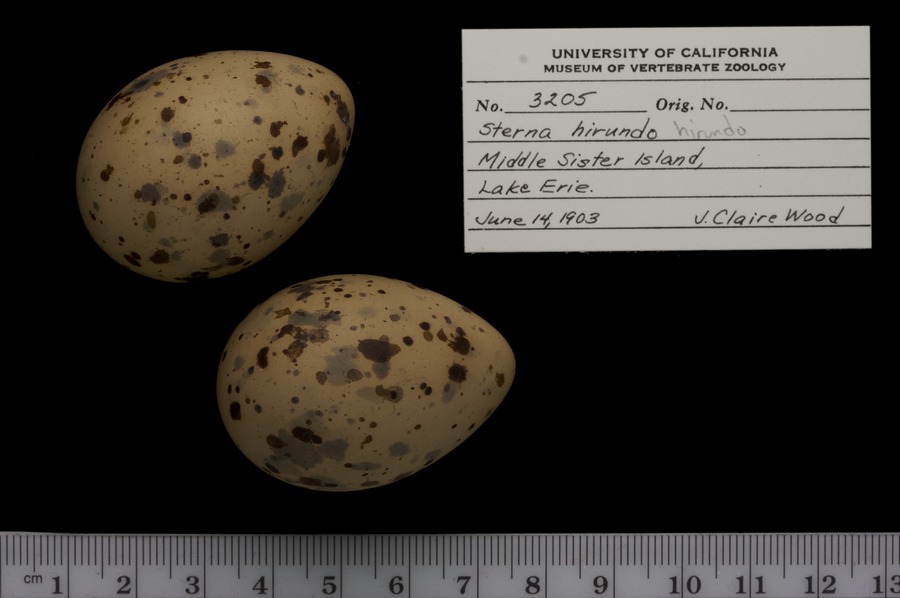 UNIVERSITY OF CALIFORNIA
MUSEUM OF VERTEBRATE ZOOLOGY
No. 3205 Orig. No.
Sterna hirundo hirundo
Middle Sister Island,
Lake Erie.
June 14, 1903 J. Claire Wood
cm 1 2 3 4 5 6 7 8 9 10 11 12 13